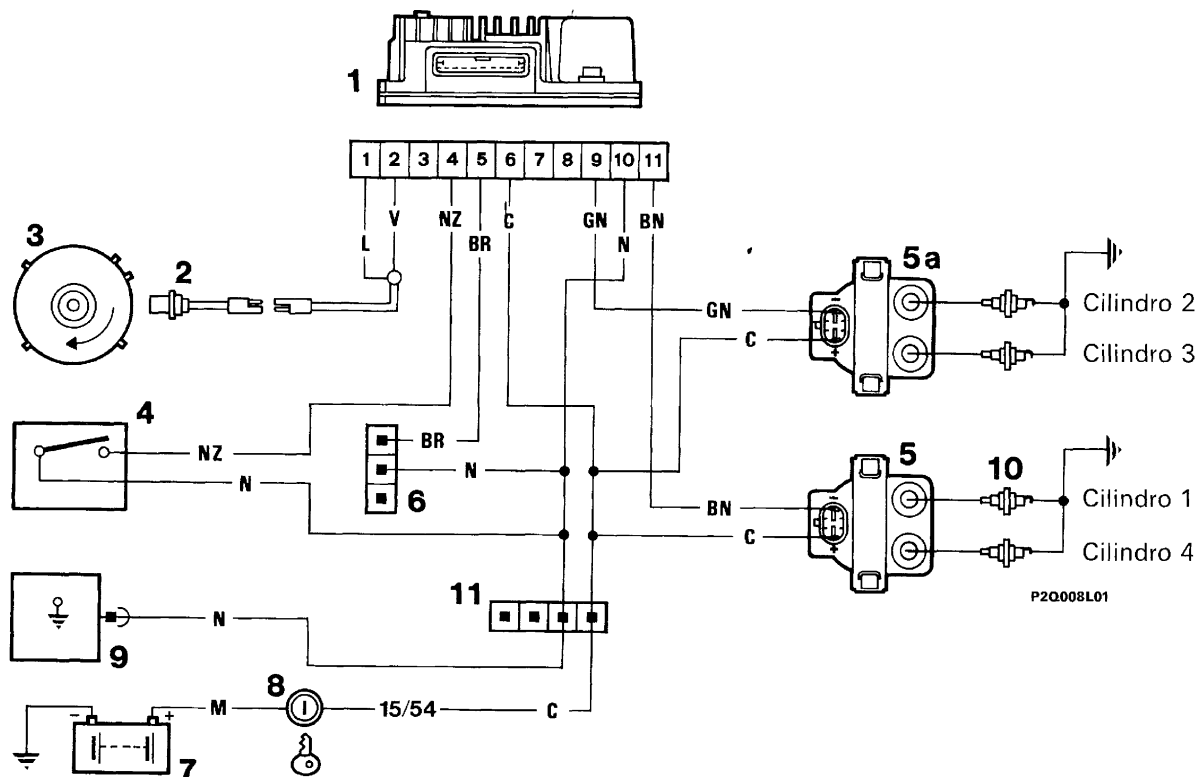 1
1 2 3 4 5 6 7 8 9 10 11
V NZ C GN BN
L BR N
3
2
5a
GN
Cilindro 2
C
Cilindro 3
4
BR
NZ
N
N
6
5
10
BN
Cilindro 1
C
Cilindro 4
P2Q008L01
11
N
9
8
M
15/54
C
- +
7
- +
- +